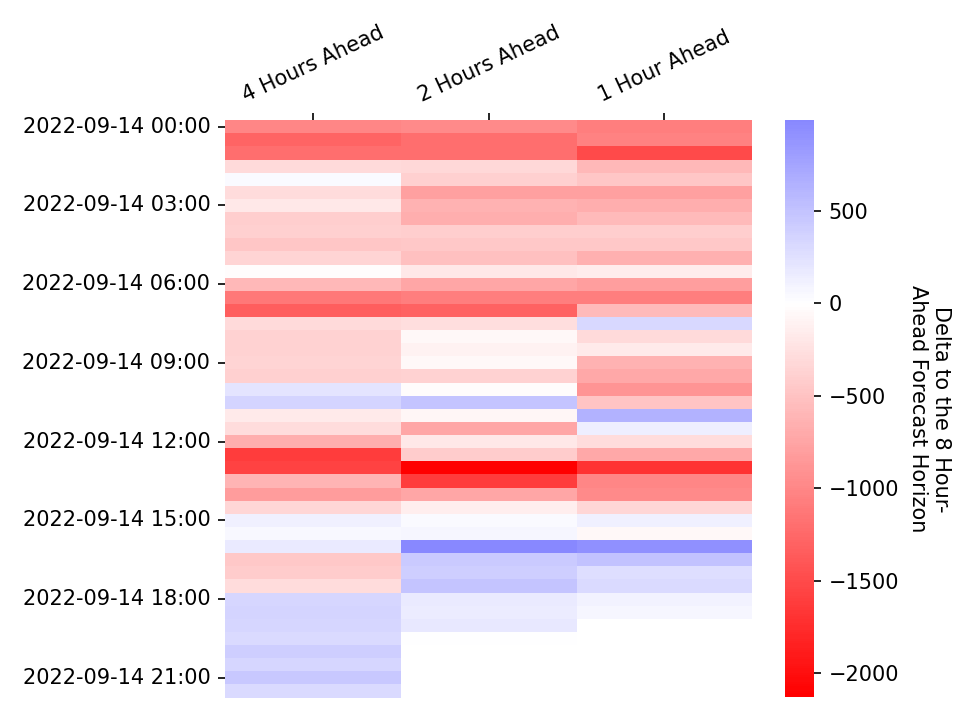 4 Hours Ahead
2 Hours Ahead
1 Hour Ahead
2022-09-14 00:00
2022-09-14 03:00
2022-09-14 06:00
2022-09-14 09:00
2022-09-14 12:00
2022-09-14 15:00
2022-09-14 18:00
2022-09-14 21:00
500
0
−500
−1000
−1500
−2000
Delta to the 8 Hour-
Ahead Forecast Horizon